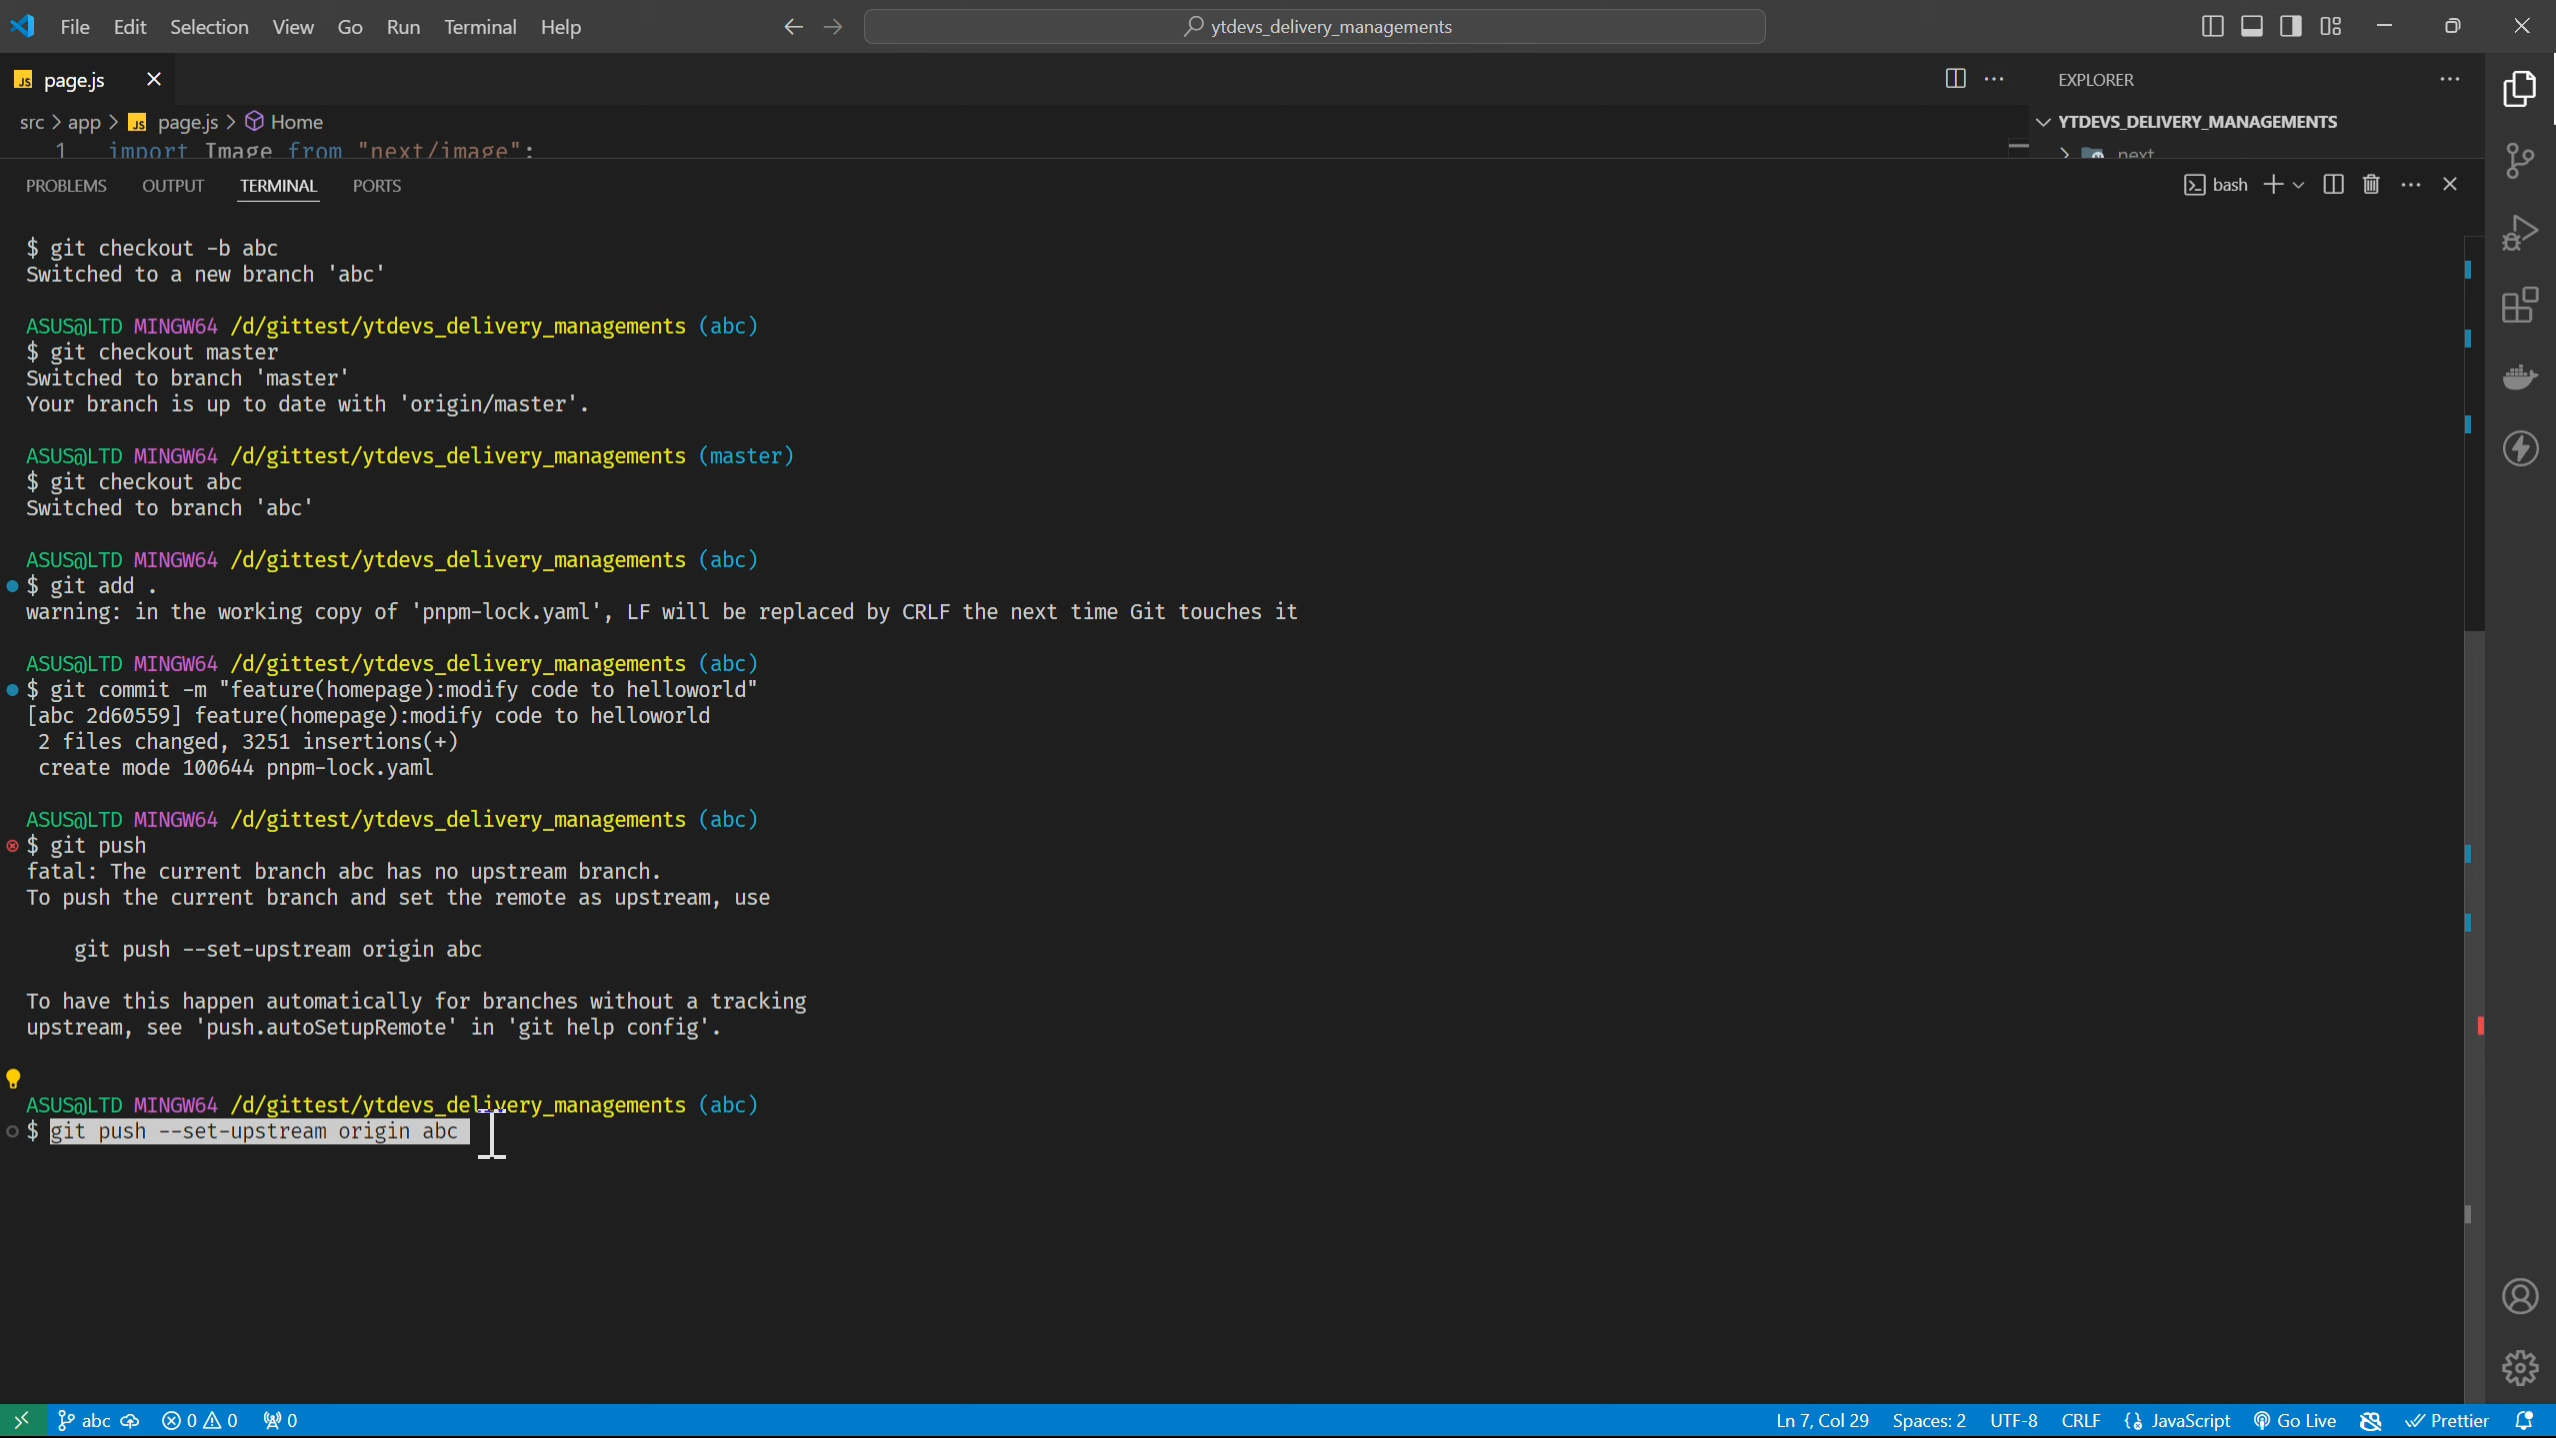 File Edit Selection View Go Run Terminal Help
ytdevs_delivery_managements
JS page.js
EXPLORER
src > app > JS page.js > Home
YTDEVS_DELIVERY_MANAGEMENTS
1 import Image from "next/image";
next
PROBLEMS OUTPUT TERMINAL PORTS
bash
$ git checkout -b abc
Switched to a new branch 'abc'
ASUS@LTD MINGW64 /d/gittest/ytdevs_delivery_managements (abc)
$ git checkout master
Switched to branch 'master'
Your branch is up to date with 'origin/master'.
ASUS@LTD MINGW64 /d/gittest/ytdevs_delivery_managements (master)
$ git checkout abc
Switched to branch 'abc'
ASUS@LTD MINGW64 /d/gittest/ytdevs_delivery_managements (abc)
$ git add .
warning: in the working copy of 'pnpm-lock.yaml', LF will be replaced by CRLF the next time Git touches it
ASUS@LTD MINGW64 /d/gittest/ytdevs_delivery_managements (abc)
$ git commit -m "feature(homepage):modify code to helloworld"
[abc 2d60559] feature(homepage):modify code to helloworld
2 files changed, 3251 insertions(+)
create mode 100644 pnpm-lock.yaml
ASUS@LTD MINGW64 /d/gittest/ytdevs_delivery_managements (abc)
$ git push
fatal: The current branch abc has no upstream branch.
To push the current branch and set the remote as upstream, use
git push --set-upstream origin abc
To have this happen automatically for branches without a tracking
upstream, see 'push.autoSetupRemote' in 'git help config'.
ASUS@LTD MINGW64 /d/gittest/ytdevs_delivery_managements (abc)
$ git push --set-upstream origin abc
abc 0 0 0
Ln 7, Col 29 Spaces: 2 UTF-8 CRLF JavaScript Go Live Prettier